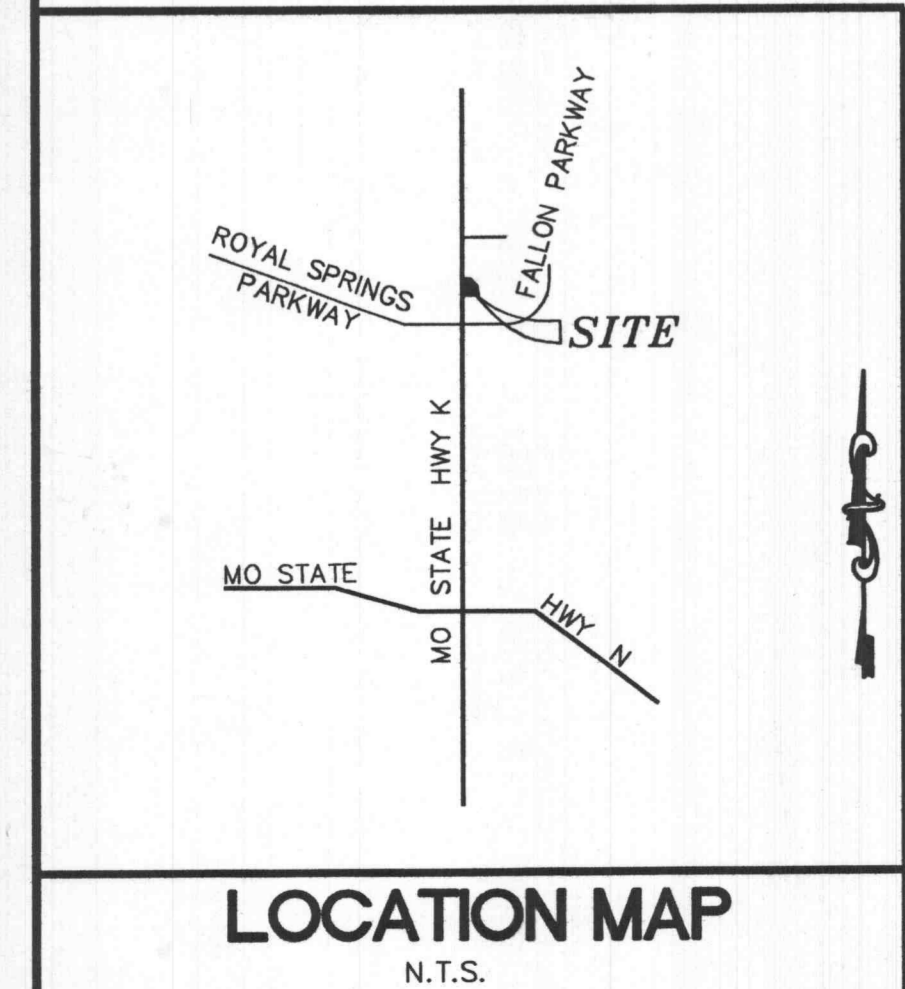 FALLON PARKWAY
ROYAL SPRINGS
PARKWAY
SITE
MO STATE HWY K
MO STATE
HWY N
LOCATION MAP
N.T.S.